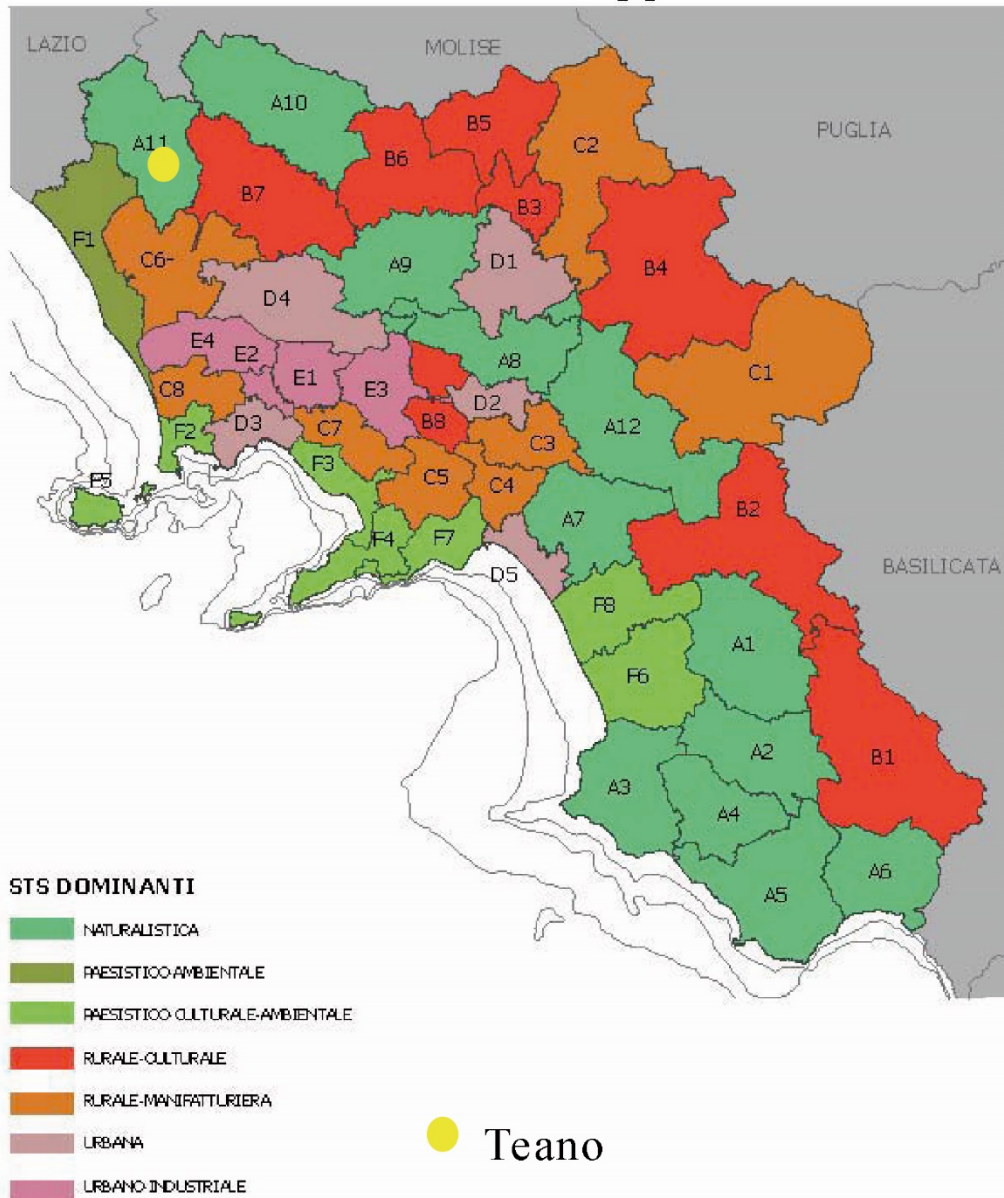 LAZIO
MOLISE
PUGLIA
BASILICATA
A10
B5
A11
C2
B6
B7
B3
F1
C6-
A9
D1
B4
D4
E4
E2
A8
C1
E1
E3
C8
D2
A12
F2
D3
C7
B8
C3
F3
C5
C4
F5
B2
A7
F4
F7
D5
F8
A1
F6
A2
B1
A3
A4
A5
A6
STS DOMINANTI
NATURALISTICA
PAESISTICO-AMBIENTALE
PAESISTICO CULTURALE-AMBIENTALE
RURALE-CULTURALE
RURALE-MANIFATTURIERA
URBANA
URBANO-INDUSTRIALE
Teano